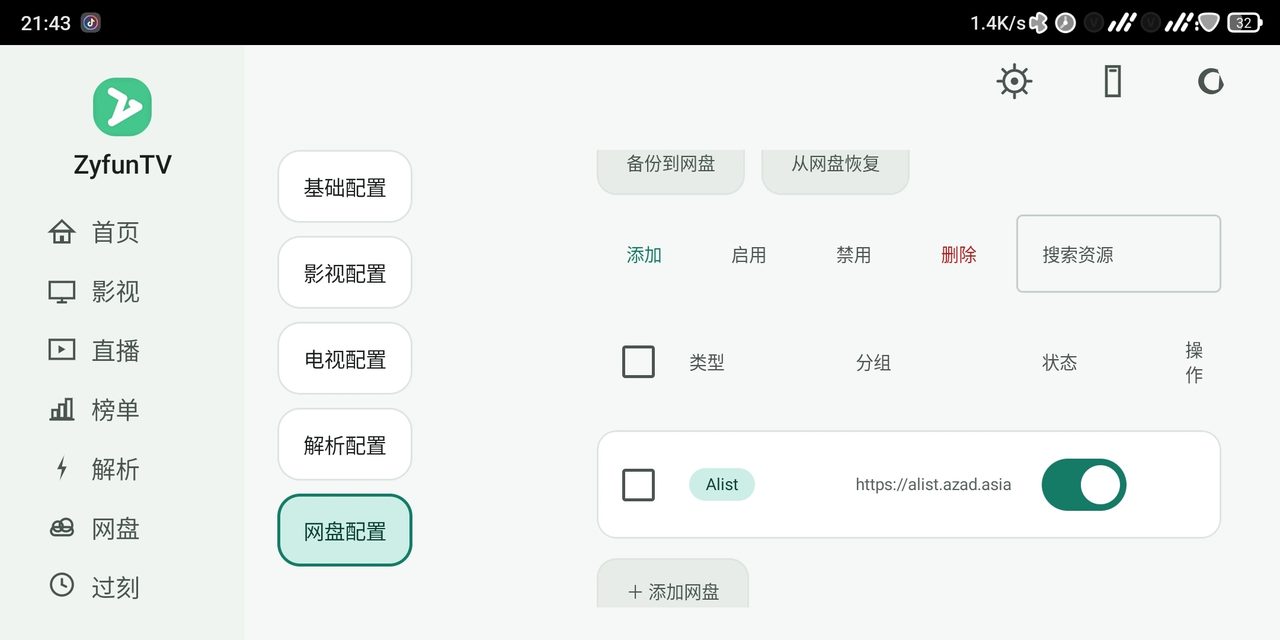 21:43
1.4K/s
32
ZyfunTV
首页
影视
直播
榜单
解析
网盘
过刻
基础配置
影视配置
电视配置
解析配置
网盘配置
备份到网盘
从网盘恢复
添加
启用
禁用
删除
搜索资源
类型
分组
状态
操
作
Alist
https://alist.azad.asia
+ 添加网盘